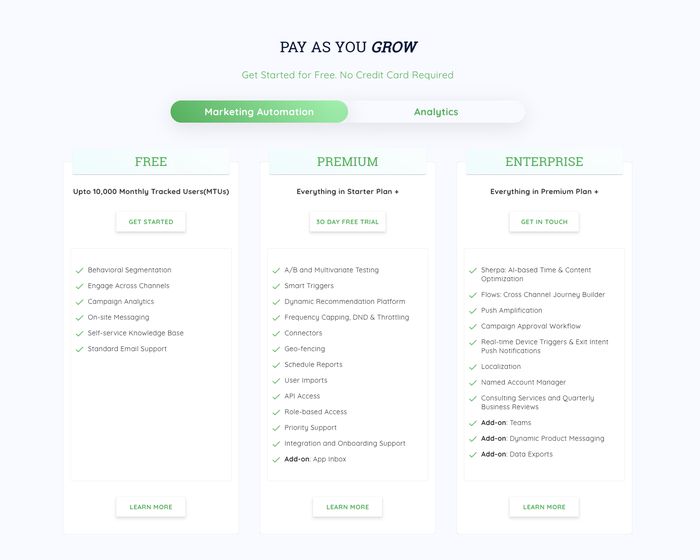 PAY AS YOU GROW
Get Started for Free. No Credit Card Required
Marketing Automation
Analytics
FREE
Upto 10,000 Monthly Tracked Users(MTUs)
GET STARTED
Behavioral Segmentation
Engage Across Channels
Campaign Analytics
On-site Messaging
Self-service Knowledge Base
Standard Email Support
LEARN MORE
PREMIUM
Everything in Starter Plan +
30 DAY FREE TRIAL
A/B and Multivariate Testing
Smart Triggers
Dynamic Recommendation Platform
Frequency Capping, DND & Throttling
Connectors
Geo-fencing
Schedule Reports
User Imports
API Access
Role-based Access
Priority Support
Integration and Onboarding Support
Add-on: App Inbox
LEARN MORE
ENTERPRISE
Everything in Premium Plan +
GET IN TOUCH
Sherpa: AI-based Time & Content
Optimization
Flows: Cross Channel Journey Builder
Push Amplification
Campaign Approval Workflow
Real-time Device Triggers & Exit Intent
Push Notifications
Localization
Named Account Manager
Consulting Services and Quarterly
Business Reviews
Add-on: Teams
Add-on: Dynamic Product Messaging
Add-on: Data Exports
LEARN MORE